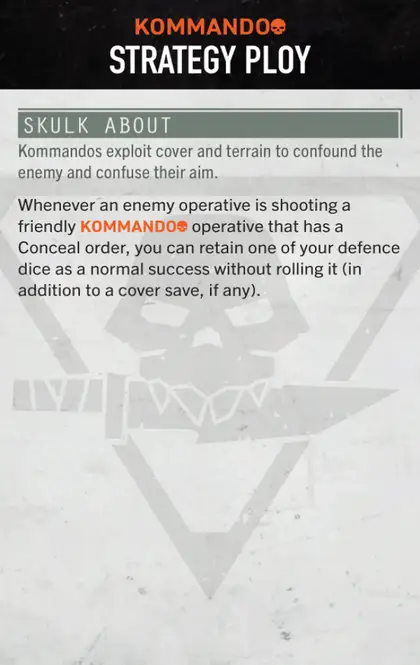 KOMMANDO
STRATEGY PLOY
SKULK ABOUT
Kommandos exploit cover and terrain to confound the
enemy and confuse their aim.
Whenever an enemy operative is shooting a
friendly KOMMANDO operative that has a
Conceal order, you can retain one of your defence
dice as a normal success without rolling it (in
addition to a cover save, if any).